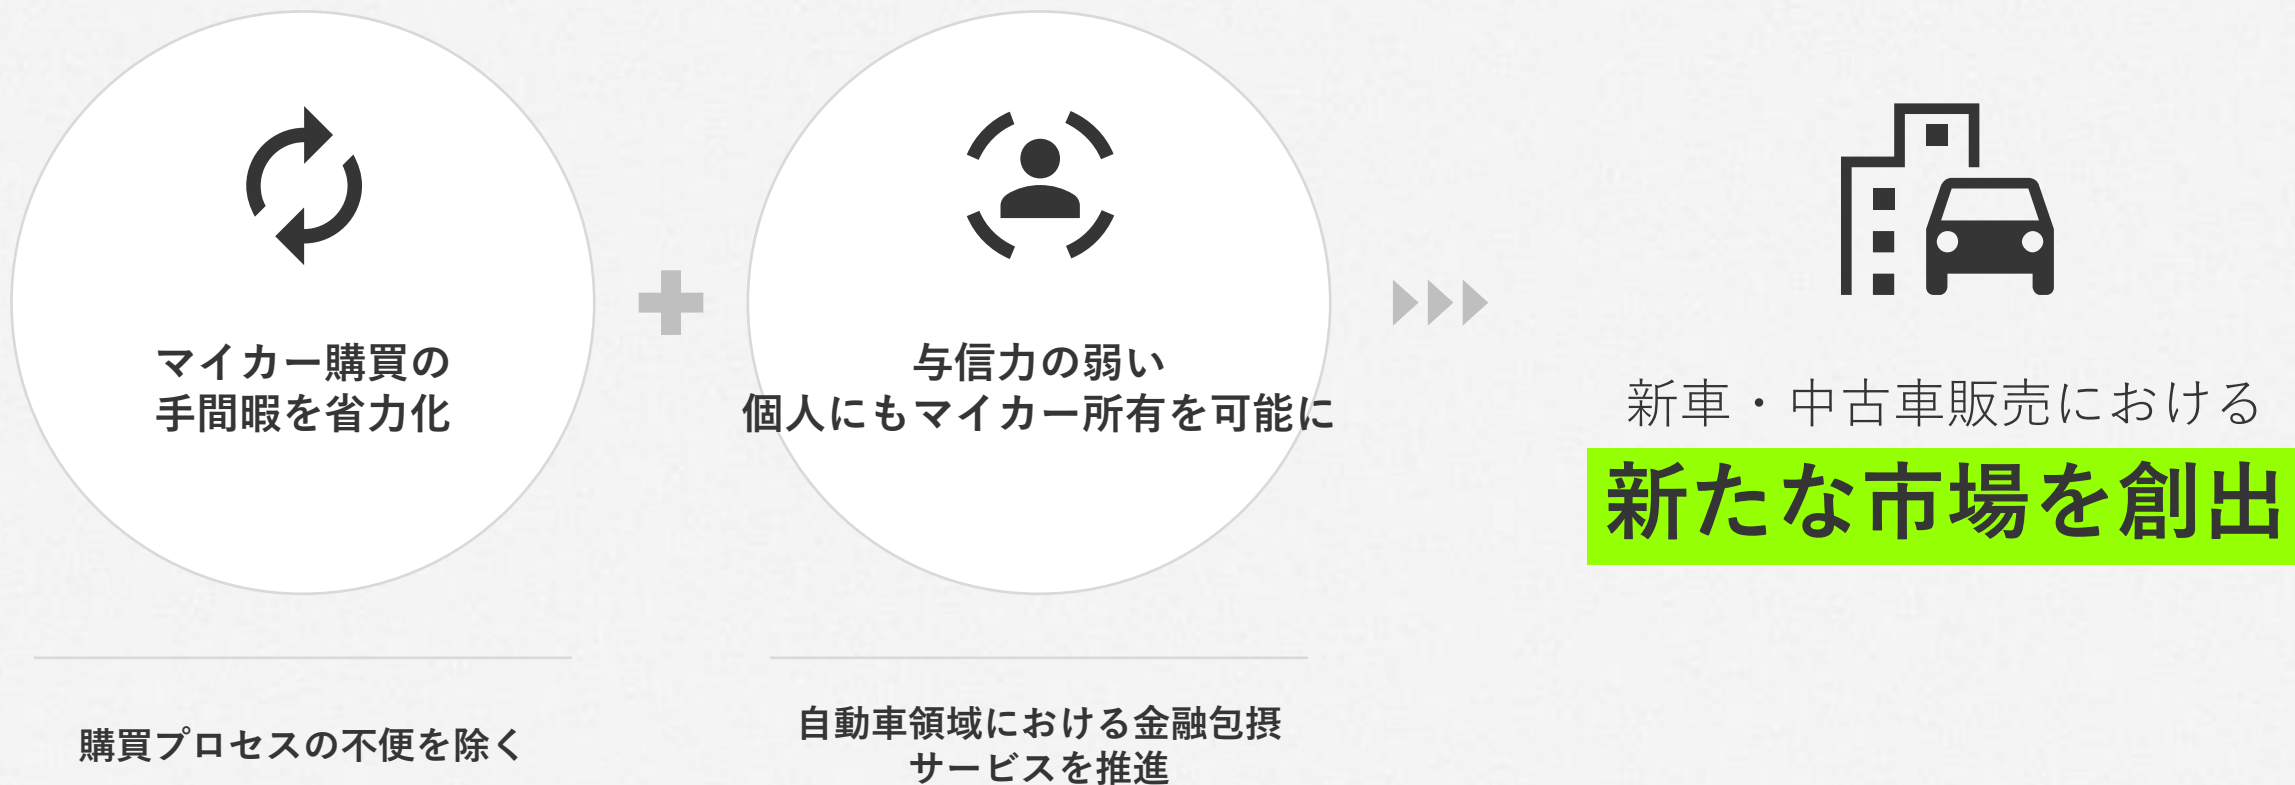 マイカー購買の
手間暇を省力化
与信力の弱い
個人にもマイカー所有を可能に
新車・中古車販売における
新たな市場を創出
購買プロセスの不便を除く
自動車領域における金融包摂
サービスを推進